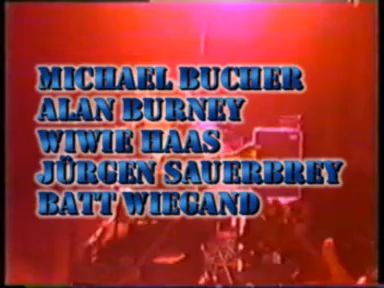 MICHAEL BUCHER
ALAN BURNEY
WIWIE HAAS
JÜRGEN SAUERBREY
BATT WIEGAND